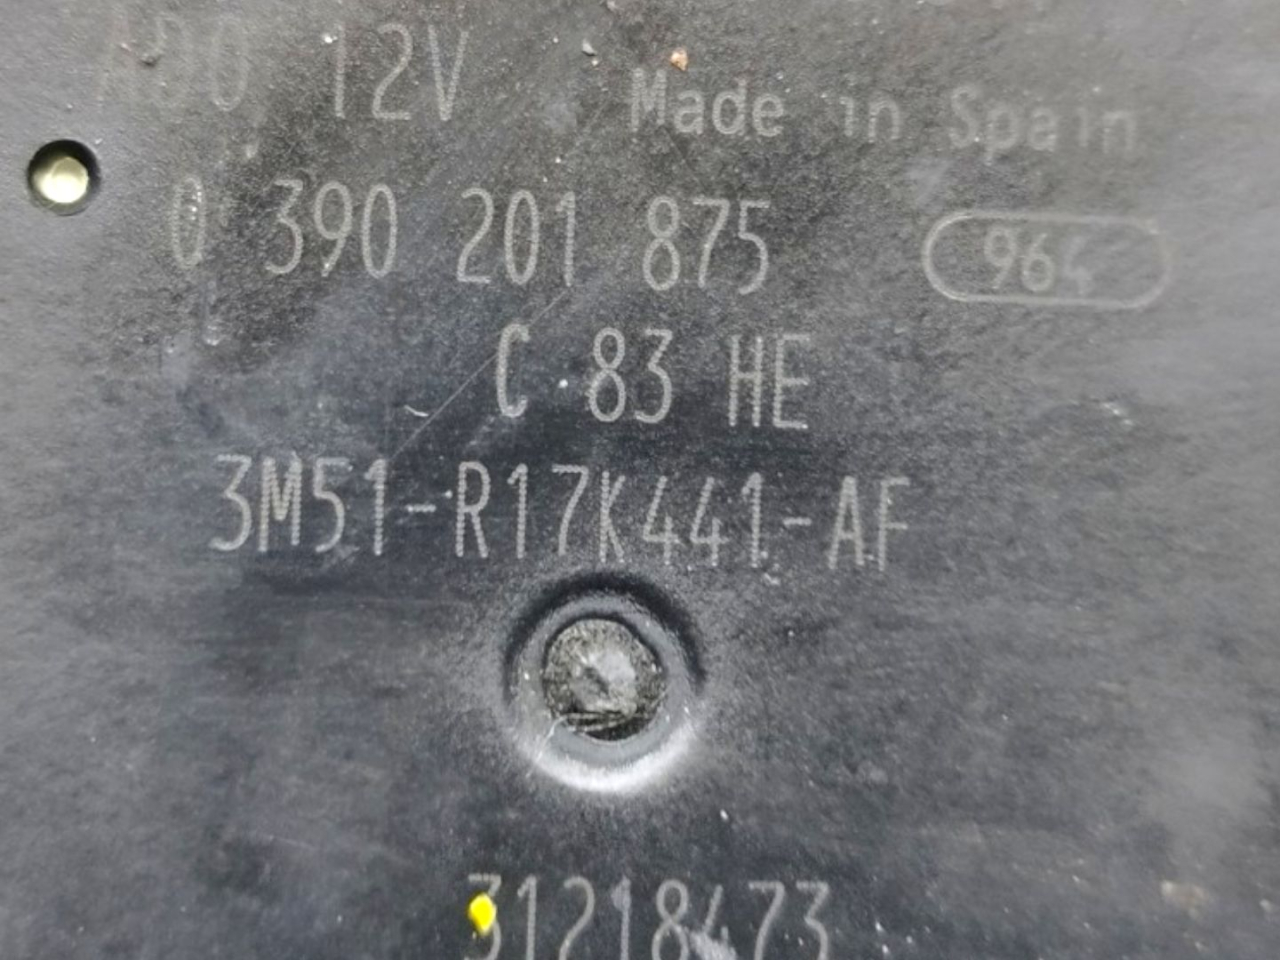 12V Made in Spain
0 390 201 875 964
C 83 HE
3M51-R17K441-AF
31218473